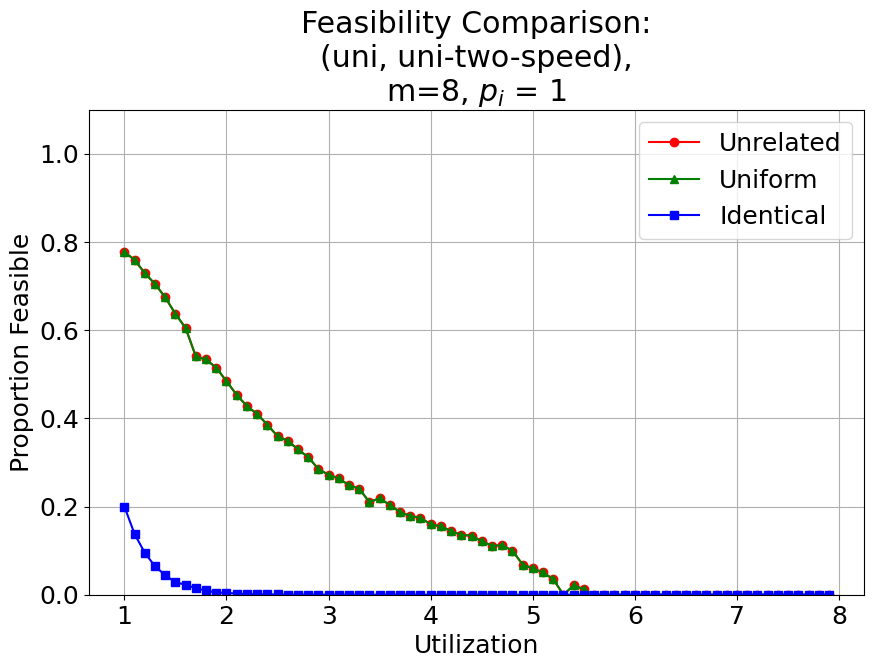 Feasibility Comparison:
(uni, uni-two-speed),
m=8, pᵢ = 1
Unrelated
Uniform
Identical
Proportion Feasible
1.0
0.8
0.6
0.4
0.2
0.0
1 2 3 4 5 6 7 8
Utilization